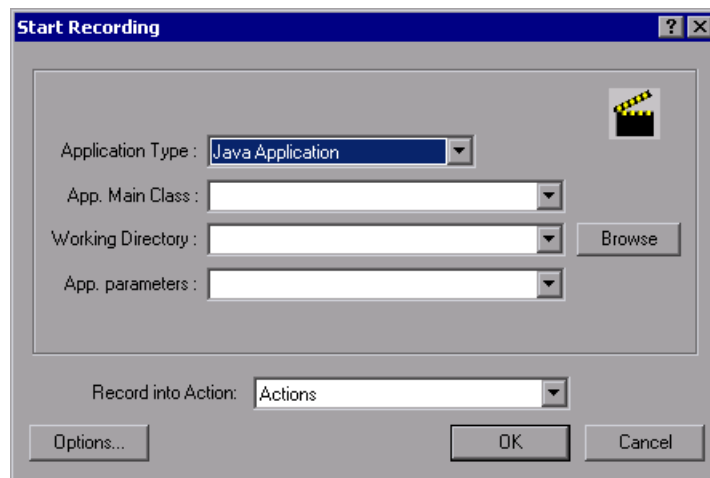 Start Recording
Application Type : Java Application
App. Main Class :
Working Directory : Browse
App. parameters :
Record into Action: Actions
Options... OK Cancel